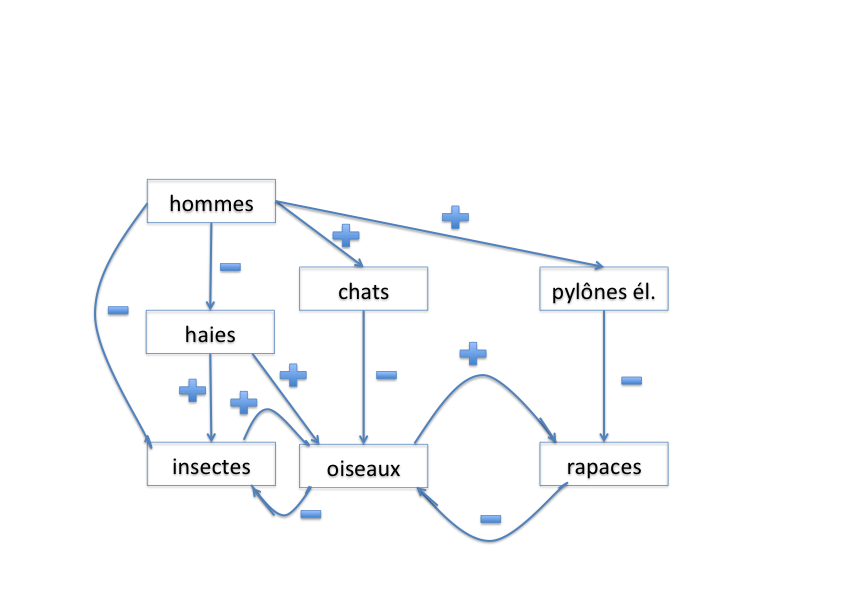 hommes
chats
pylônes él.
haies
insectes
oiseaux
rapaces